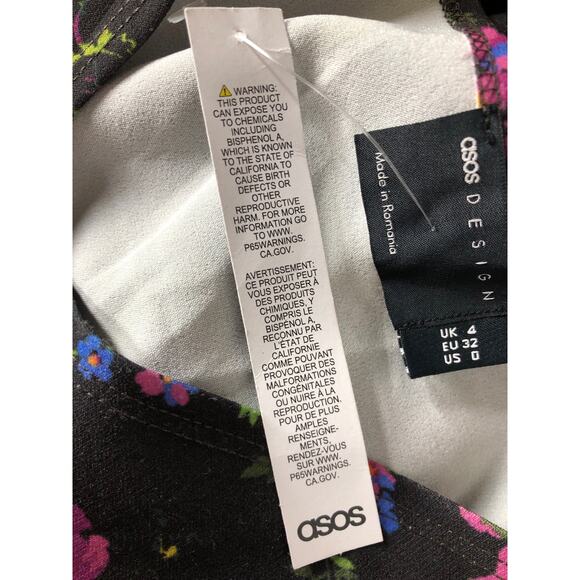 ⚠ WARNING:
THIS PRODUCT
CAN EXPOSE YOU
TO CHEMICALS
INCLUDING
BISPHENOL A,
WHICH IS KNOWN
TO THE STATE OF
CALIFORNIA TO
CAUSE BIRTH
DEFECTS OR
OTHER
REPRODUCTIVE
HARM. FOR MORE
INFORMATION GO
TO WWW.
P65WARNINGS.
CA.GOV.
AVERTISSEMENT:
CE PRODUIT PEUT
VOUS EXPOSER À
DES PRODUITS
CHIMIQUES, Y
COMPRIS LE
BISPÉNOL A,
RECONNU PAR
L'ÉTAT DE
CALIFORNIE
COMME POUVANT
PROVOQUER DES
MALFORMATIONS
CONGÉNITALES
OU NUIRE À LA
REPRODUCTION.
POUR DE PLUS
AMPLES
RENSEIGNE-
MENTS,
RENDEZ-VOUS
SUR WWW.
P65WARNINGS.
CA.GOV.
asos
asos DESIGN
Made in Romania
UK 4
EU 32
US 0